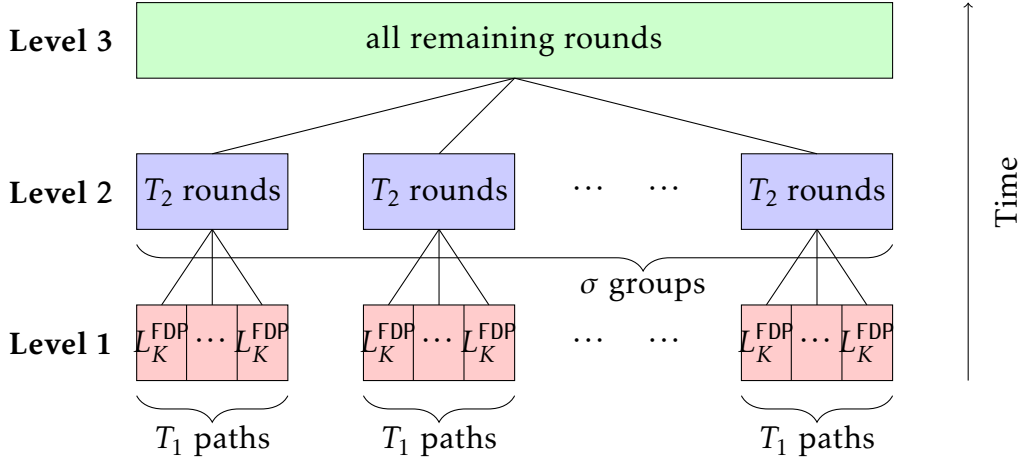 Level 3 all remaining rounds
Level 2 T₂ rounds T₂ rounds ... ... T₂ rounds
σ groups
Level 1 L_K^FDP ... L_K^FDP L_K^FDP ... L_K^FDP ... ... L_K^FDP ... L_K^FDP
T₁ paths T₁ paths T₁ paths
Time